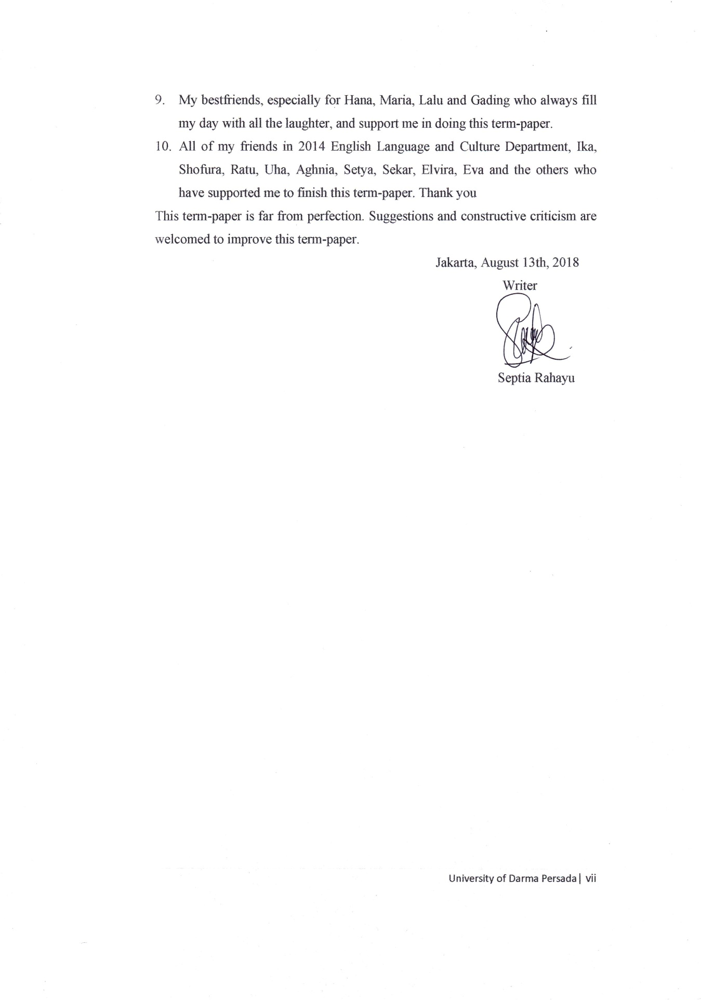 9. My bestfriends, especially for Hana, Maria, Lalu and Gading who always fill
my day with all the laughter, and support me in doing this term-paper.
10. All of my friends in 2014 English Language and Culture Department, Ika,
Shofura, Ratu, Uha, Aghnia, Setya, Sekar, Elvira, Eva and the others who
have supported me to finish this term-paper. Thank you
This term-paper is far from perfection. Suggestions and constructive criticism are
welcomed to improve this term-paper.
Jakarta, August 13th, 2018
Writer
Septia Rahayu
University of Darma Persada| vii